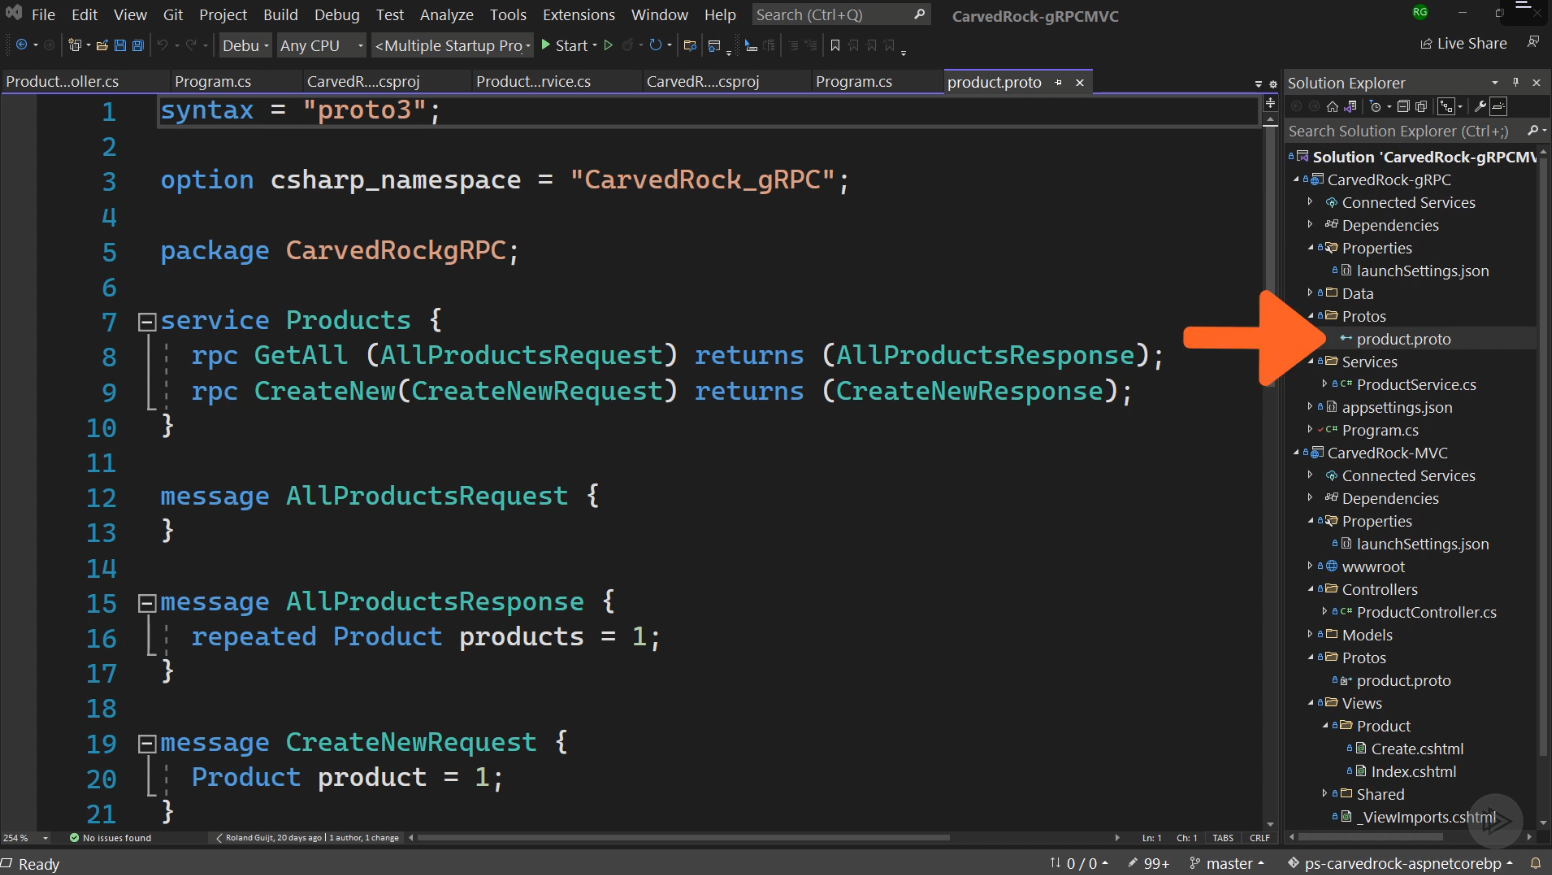 File Edit View Git Project Build Debug Test Analyze Tools Extensions Window Help Search (Ctrl+Q) CarvedRock-gRPCMVC RG
Debu Any CPU <Multiple Startup Pro Start Live Share
Product...oller.cs Program.cs CarvedR....csproj Product...rvice.cs CarvedR....csproj Program.cs product.proto
1 syntax = "proto3";
2
3 option csharp_namespace = "CarvedRock_gRPC";
4
5 package CarvedRockgRPC;
6
7 service Products {
8 rpc GetAll (AllProductsRequest) returns (AllProductsResponse);
9 rpc CreateNew(CreateNewRequest) returns (CreateNewResponse);
10 }
11
12 message AllProductsRequest {
13 }
14
15 message AllProductsResponse {
16 repeated Product products = 1;
17 }
18
19 message CreateNewRequest {
20 Product product = 1;
21 }
254 % No issues found Roland Guijt, 20 days ago | 1 author, 1 change Ln: 1 Ch: 1 TABS CRLF
Solution Explorer
Search Solution Explorer (Ctrl+;)
Solution 'CarvedRock-gRPCMV
CarvedRock-gRPC
Connected Services
Dependencies
Properties
launchSettings.json
Data
Protos
product.proto
Services
C# ProductService.cs
appsettings.json
C# Program.cs
CarvedRock-MVC
Connected Services
Dependencies
Properties
launchSettings.json
wwwroot
Controllers
C# ProductController.cs
Models
Protos
product.proto
Views
Product
Create.cshtml
Index.cshtml
Shared
_ViewImports.cshtml
Ready 0 / 0 99+ master ps-carvedrock-aspnetcorebp